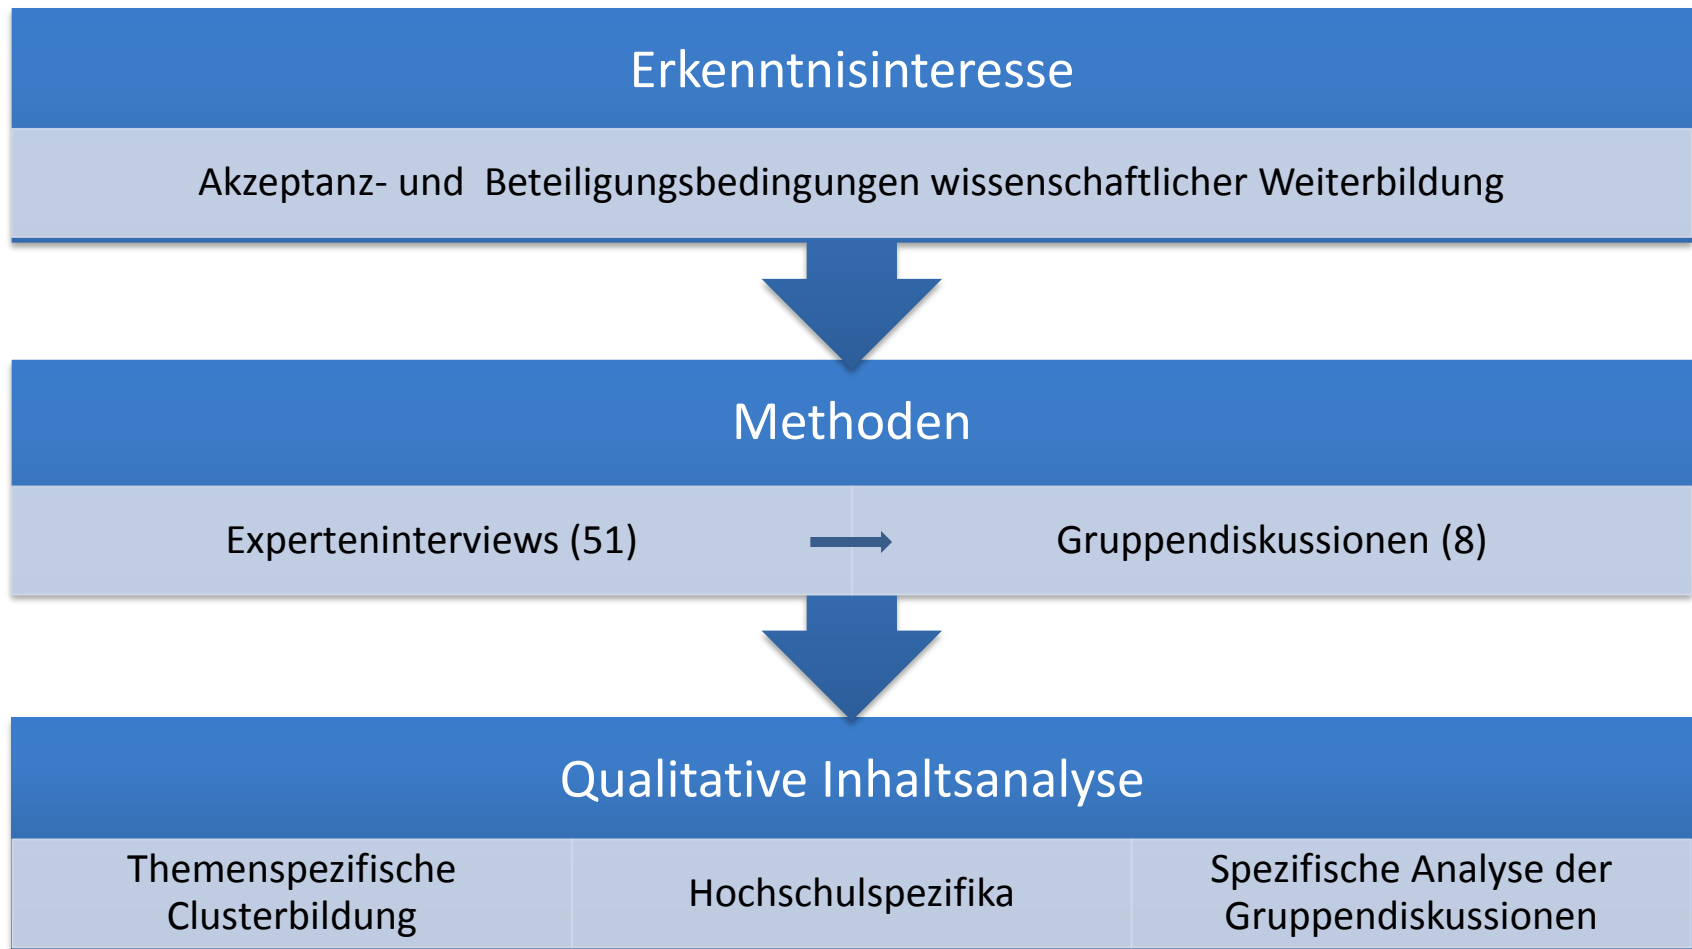 Erkenntnisinteresse
Akzeptanz- und  Beteiligungsbedingungen wissenschaftlicher Weiterbildung
Methoden
Experteninterviews (51)
Gruppendiskussionen (8)
Qualitative Inhaltsanalyse
Themenspezifische
Clusterbildung
Hochschulspezifika
Spezifische Analyse der
Gruppendiskussionen